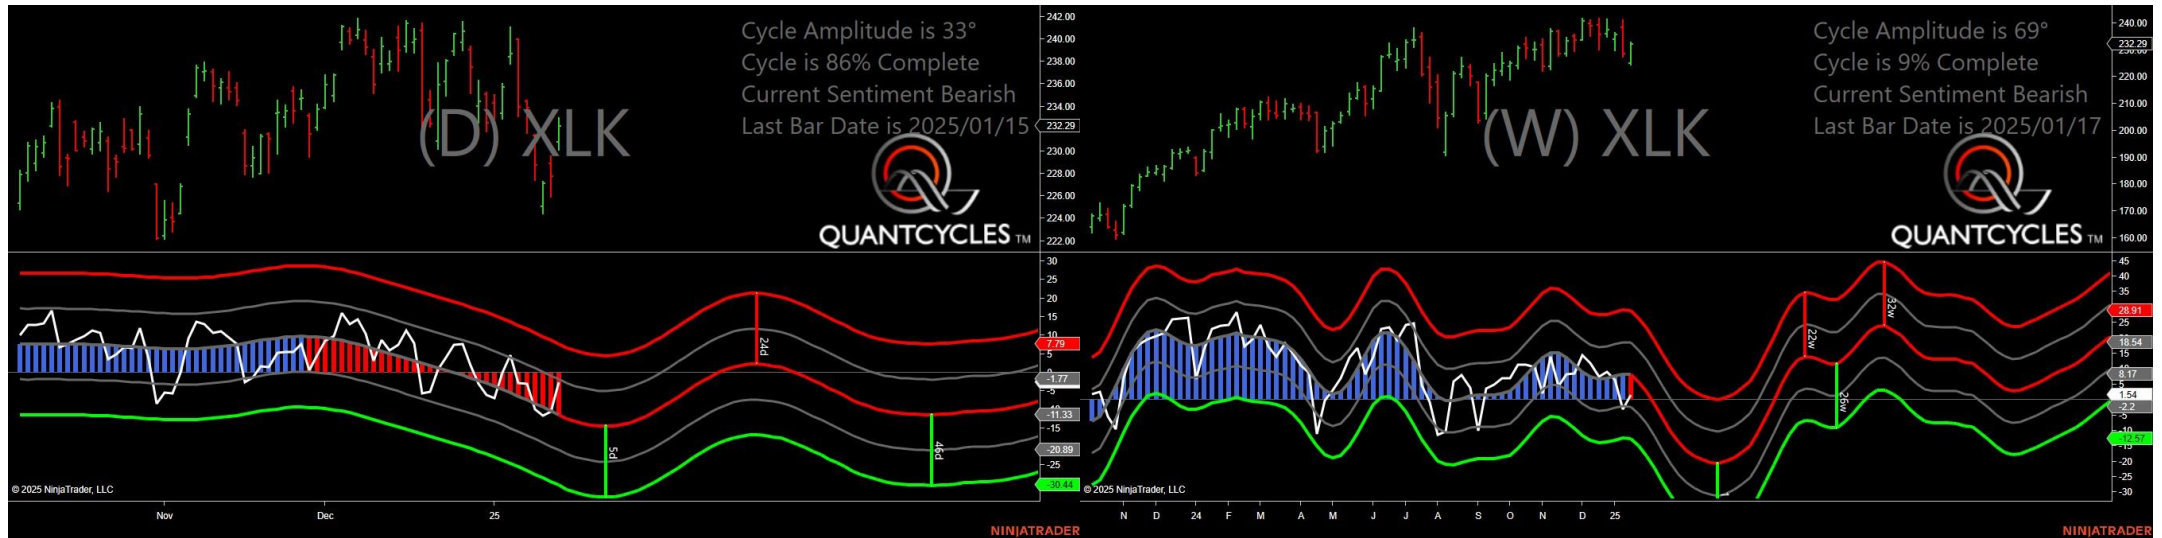 Cycle Amplitude is 33°
Cycle is 86% Complete
Current Sentiment Bearish
Last Bar Date is 2025/01/15
(D) XLK
QUANTCYCLES TM
242.00
240.00
238.00
236.00
234.00
232.29
230.00
228.00
226.00
224.00
222.00
30
25
20
15
10
7.79
5
-1.77
-11.33
-15
-20.89
-25
-30.44
5d
24d
46d
© 2025 NinjaTrader, LLC
Nov
Dec
25
NINJATRADER
Cycle Amplitude is 69°
Cycle is 9% Complete
Current Sentiment Bearish
Last Bar Date is 2025/01/17
(W) XLK
QUANTCYCLES TM
240.00
232.29
220.00
210.00
200.00
190.00
180.00
170.00
160.00
45
40
35
28.91
25
18.54
15
8.17
5
1.54
-2.2
-5
-12.57
-20
-25
-30
22w
26w
32w
© 2025 NinjaTrader, LLC
N
D
24
F
M
A
M
J
J
A
S
O
N
D
25
NINJATRADER